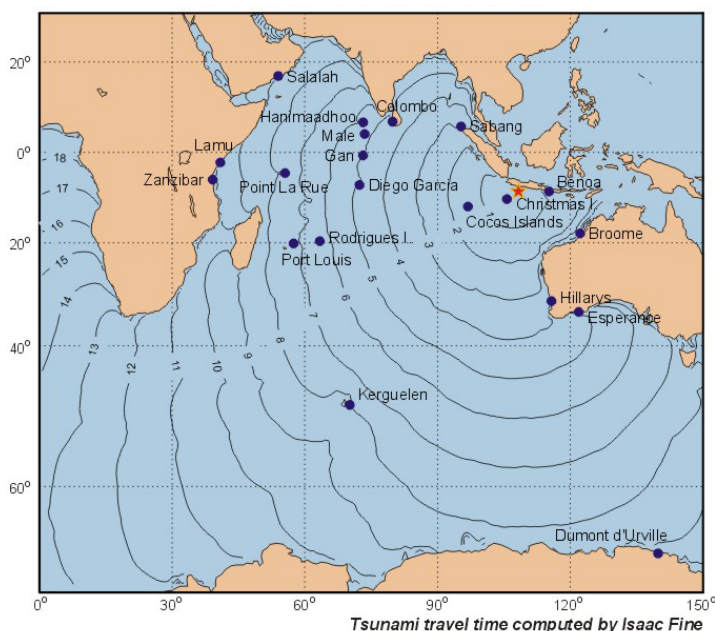 20°
Salalah
Hanimaadhoo
Colombo
Male
Sabang
Lamu
0°
Gan
Zanzibar
Point La Rue
Diego Garcia
Benoa
Christmas I.
Cocos Islands
20°
Rodrigues I.
Port Louis
Broome
Hillarys
Esperance
40°
Kerguelen
60°
Dumont d'Urville
18
17
16
15
14
13
12
11
10
9
8
7
6
5
4
3
2
1
0° 30° 60° 90° 120° 150°
Tsunami travel time computed by Isaac Fine